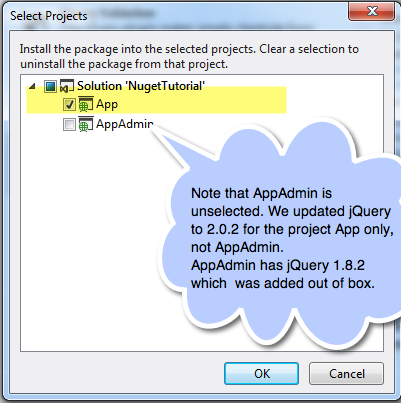 Select Projects
Install the package into the selected projects. Clear a selection to
uninstall the package from that project.
Solution 'NugetTutorial'
App
AppAdmin
Note that AppAdmin is
unselected. We updated jQuery
to 2.0.2 for the project App only,
not AppAdmin.
AppAdmin has jQuery 1.8.2
which was added out of box.
OK
Cancel